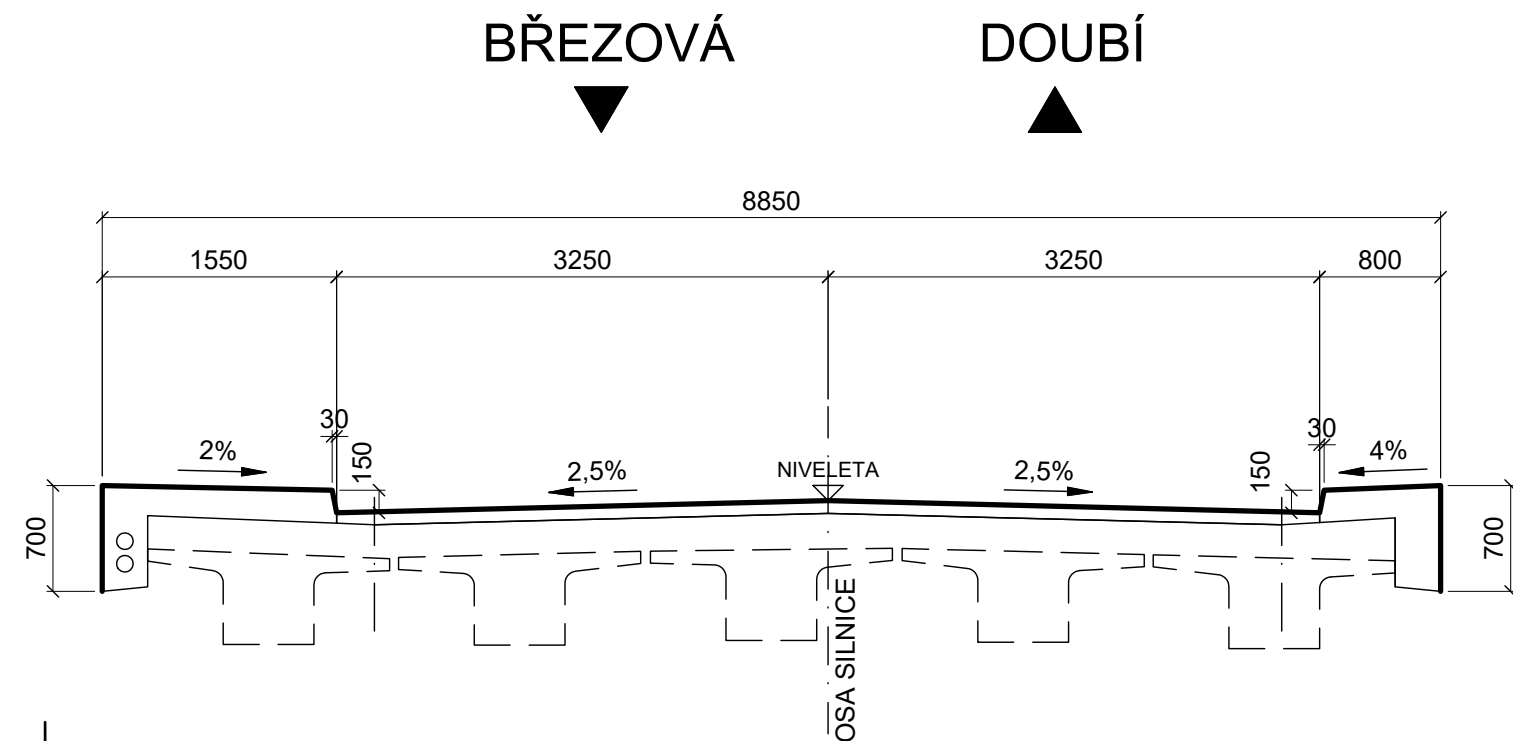 BŘEZOVÁ DOUBÍ
8850
1550 3250 3250 800
30 30
2% 150 2,5% NIVELETA 2,5% 150 4%
700 700
OSA SILNICE